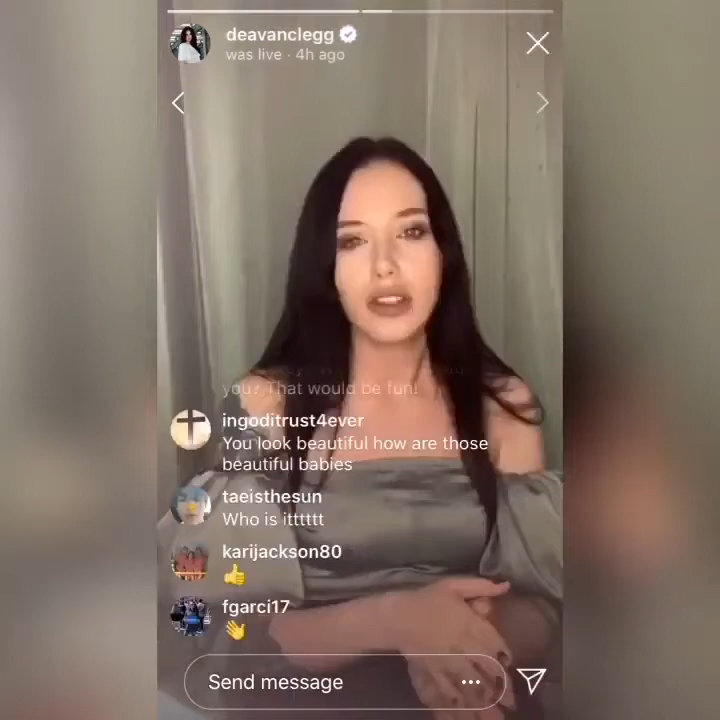 deavanclegg
was live · 4h ago
you? That would be fun!
ingoditrust4ever
You look beautiful how are those
beautiful babies
taeisthesun
Who is itttttt
karijackson80
👍
fgarci17
👋
Send message